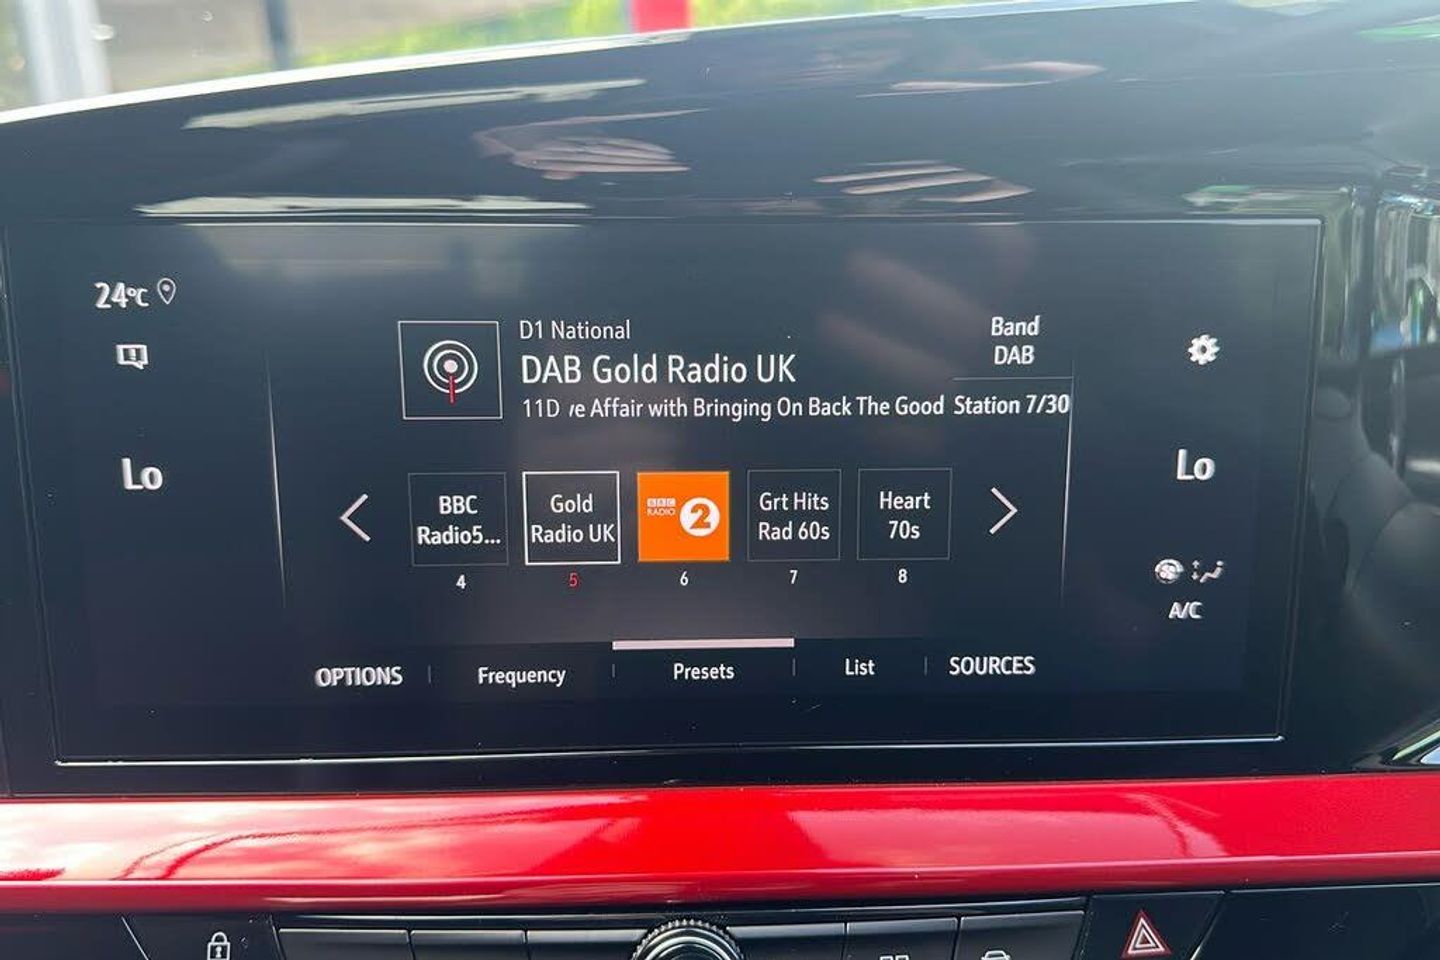 24°C
D1 National
Band
DAB
DAB Gold Radio UK
11D ve Affair with Bringing On Back The Good
Station 7/30
Lo
Lo
BBC
Radio5...
Gold
Radio UK
BBC
RADIO
2
Grt Hits
Rad 60s
Heart
70s
4
5
6
7
8
A/C
OPTIONS
Frequency
Presets
List
SOURCES